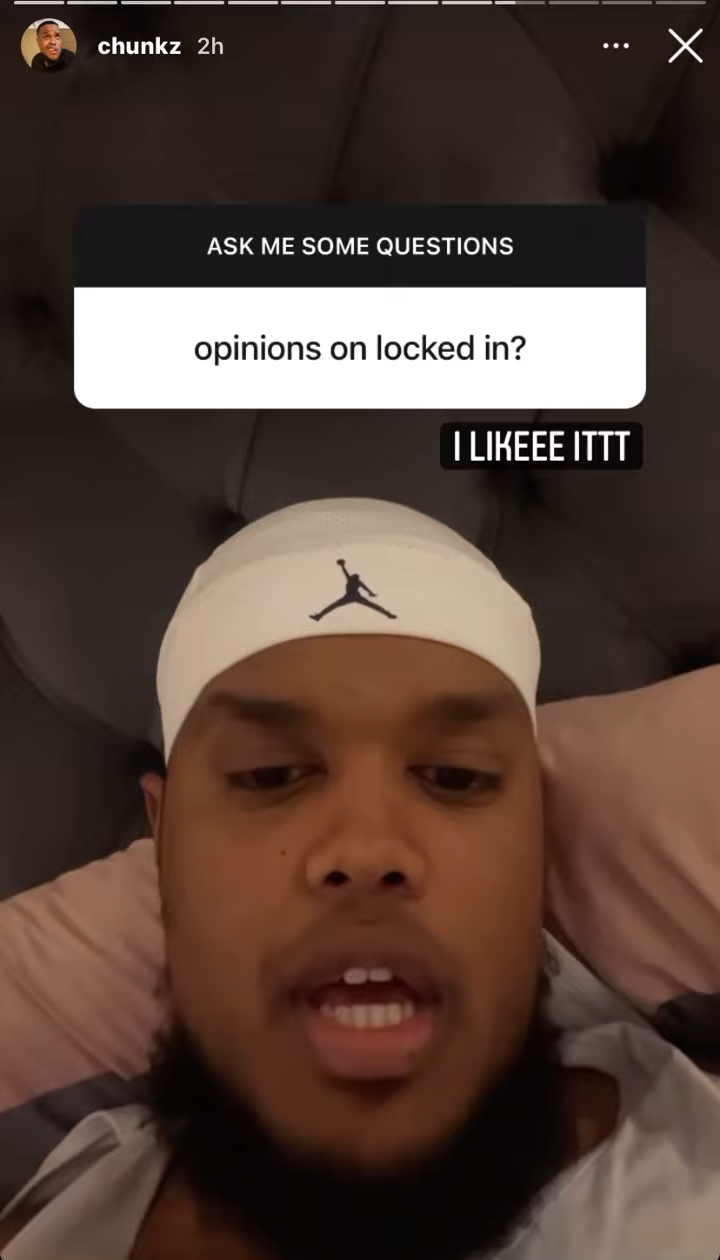 chunkz 2h
ASK ME SOME QUESTIONS
opinions on locked in?
I LIKEEE ITTT